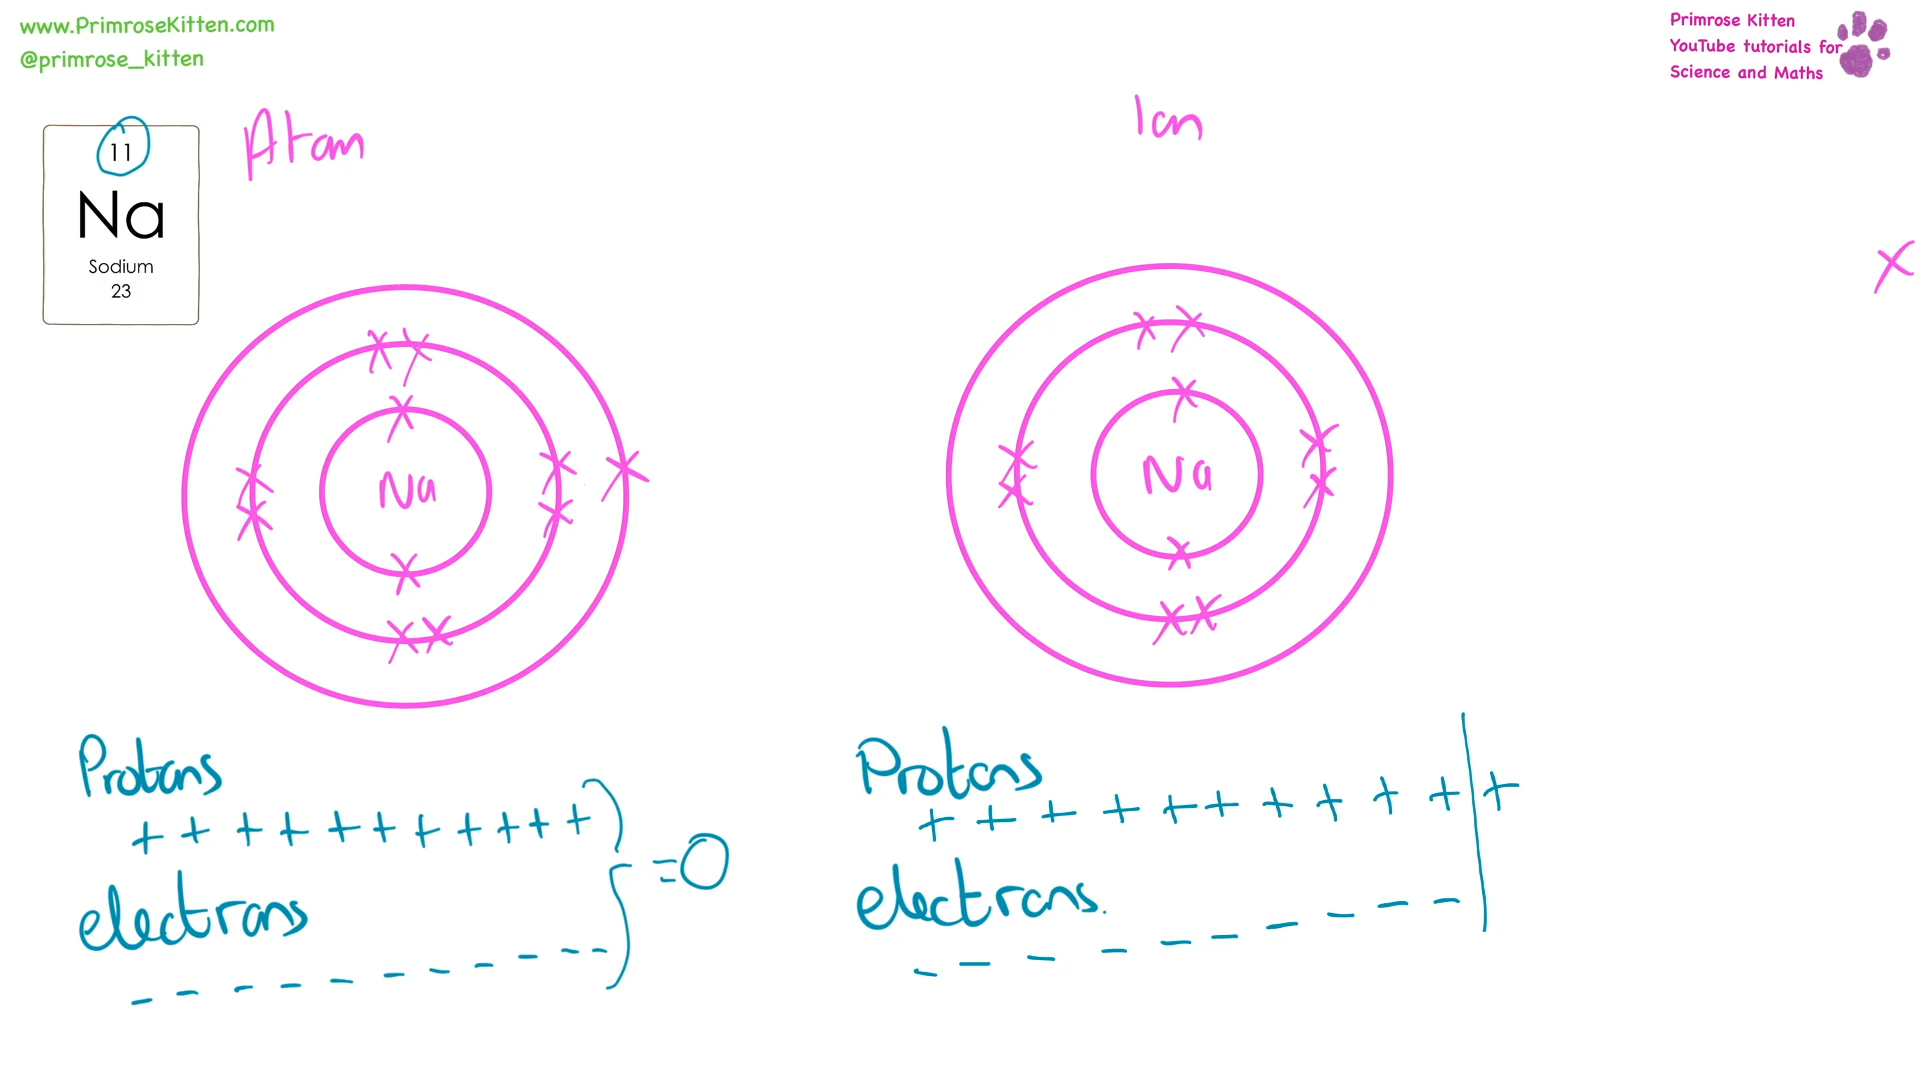 www.PrimroseKitten.com
@primrose_kitten
Primrose Kitten
YouTube tutorials for
Science and Maths
11
Na
Sodium
23
Atom
Ion
x
Na
Na
Protons
+ + + + + + + + + + +
electrons
- - - - - - - - - - -
=0
Protons
+ + + + + + + + + + | +
electrons.
- - - - - - - - - -